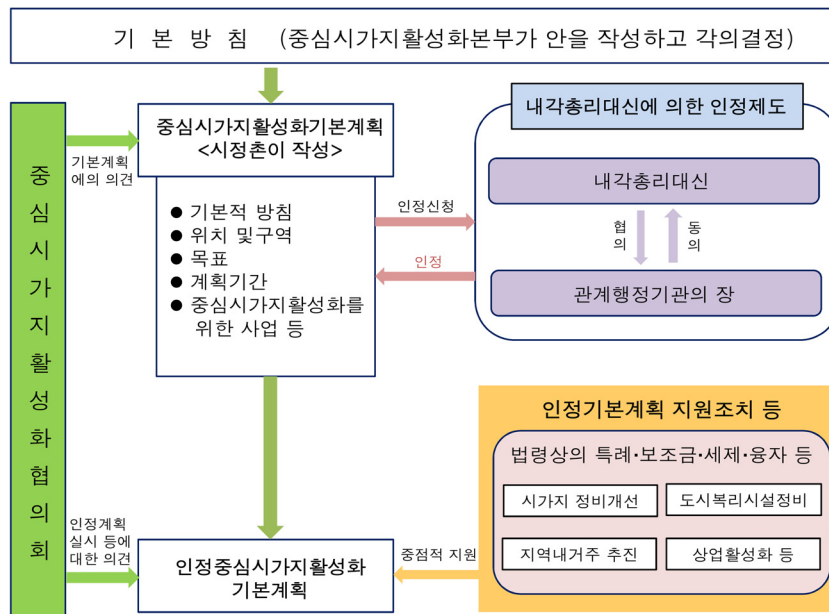 기 본 방 침 (중심시가지활성화본부가 안을 작성하고 각의결정)
중심시가지활성화협의회
기본계획
에의 의견
중심시가지활성화기본계획
<시정촌이 작성>
● 기본적 방침
● 위치 및구역
● 목표
● 계획기간
● 중심시가지활성화를
위한 사업 등
인정신청
인정
내각총리대신에 의한 인정제도
내각총리대신
협의
동의
관계행정기관의 장
인정기본계획 지원조치 등
법령상의 특례·보조금·세제·융자 등
시가지 정비개선
도시복리시설정비
지역내거주 추진
상업활성화 등
중점적 지원
인정계획
실시 등에
대한 의견
인정중심시가지활성화
기본계획